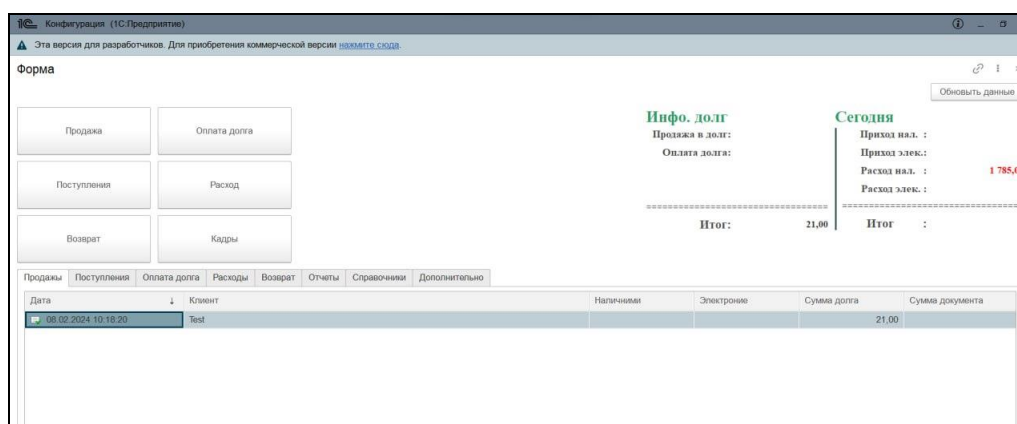 1С Конфигурация (1С:Предприятие)
Эта версия для разработчиков. Для приобретения коммерческой версии нажмите сюда.
Форма
Обновить данные
Продажа Оплата долга
Поступления Расход
Возврат Кадры
Инфо. долг
Продажа в долг:
Оплата долга:
==================================
Итог: 21,00
Сегодня
Приход нал. :
Приход элек.:
Расход нал. : 1 785,0
Расход элек. :
==================================
Итог :
Продажы Поступления Оплата долга Расходы Возврат Отчеты Справочники Дополнительно
Дата ↓ Клиент Наличними Электроние Сумма долга Сумма документа
08.02.2024 10:18:20 Test 21,00